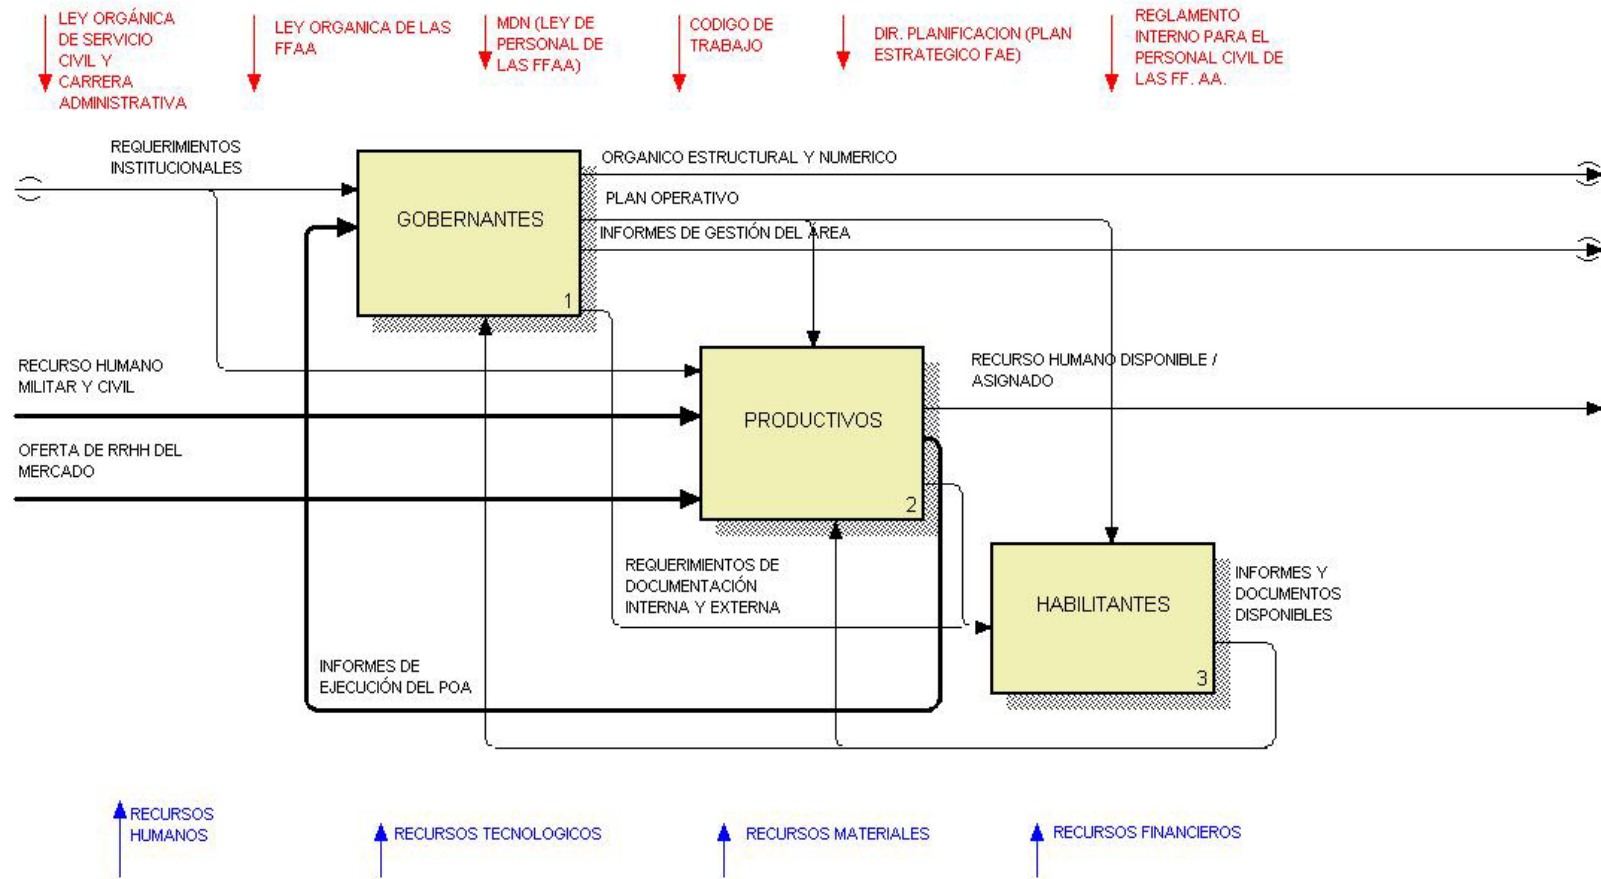 LEY ORGÁNICA
DE SERVICIO
CIVIL Y
CARRERA
ADMINISTRATIVA
LEY ORGANICA DE LAS
FFAA
MDN (LEY DE
PERSONAL DE
LAS FFAA)
CODIGO DE
TRABAJO
DIR. PLANIFICACION (PLAN
ESTRATEGICO FAE)
REGLAMENTO
INTERNO PARA EL
PERSONAL CIVIL DE
LAS FF. AA.
REQUERIMIENTOS
INSTITUCIONALES
GOBERNANTES
1
ORGANICO ESTRUCTURAL Y NUMERICO
PLAN OPERATIVO
INFORMES DE GESTIÓN DEL ÁREA
RECURSO HUMANO
MILITAR Y CIVIL
OFERTA DE RRHH DEL
MERCADO
PRODUCTIVOS
2
RECURSO HUMANO DISPONIBLE /
ASIGNADO
REQUERIMIENTOS DE
DOCUMENTACIÓN
INTERNA Y EXTERNA
HABILITANTES
3
INFORMES Y
DOCUMENTOS
DISPONIBLES
INFORMES DE
EJECUCIÓN DEL POA
RECURSOS
HUMANOS
RECURSOS TECNOLOGICOS
RECURSOS MATERIALES
RECURSOS FINANCIEROS